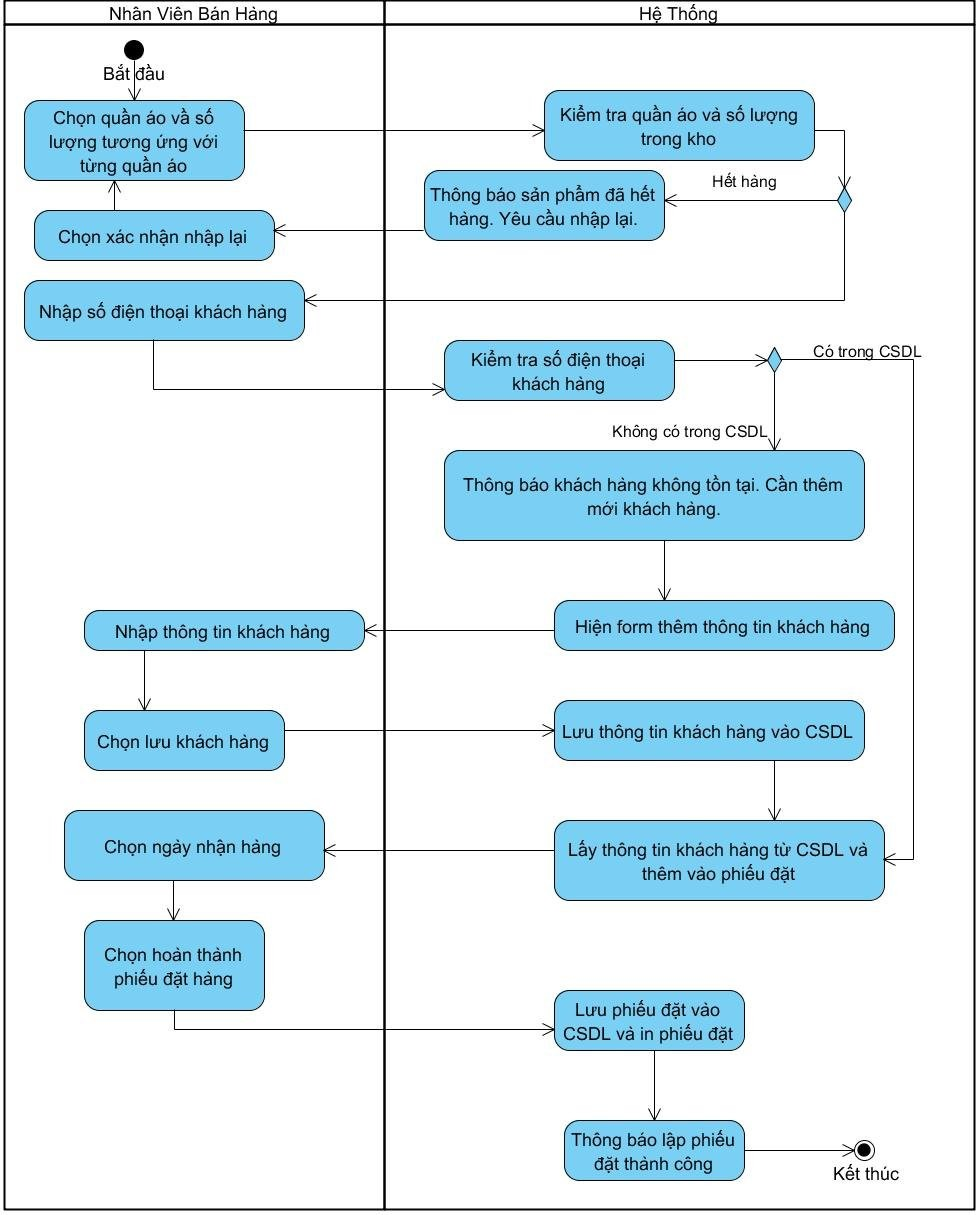 Nhân Viên Bán Hàng
Hệ Thống
Bắt đầu
Chọn quần áo về số
lượng tương ứng với
từng quần áo
Kiểm tra quần áo và số lượng
trong kho
Hết hàng
Thông báo sản phẩm đã hết
hàng. Yêu cầu nhập lại.
Chọn xác nhận nhập lại
Nhập số điện thoại khách hàng
Kiểm tra số điện thoại
khách hàng
Có trong CSDL
Không có trong CSDL
Thông báo khách hàng không tồn tại. Cần thêm
mới khách hàng.
Nhập thông tin khách hàng
Hiện form thêm thông tin khách hàng
Chọn lưu khách hàng
Lưu thông tin khách hàng vào CSDL
Chọn ngày nhận hàng
Lấy thông tin khách hàng từ CSDL và
thêm vào phiếu đặt
Chọn hoàn thành
phiếu đặt hàng
Lưu phiếu đặt vào
CSDL và in phiếu đặt
Thông báo lập phiếu
đặt thành công
Kết thúc